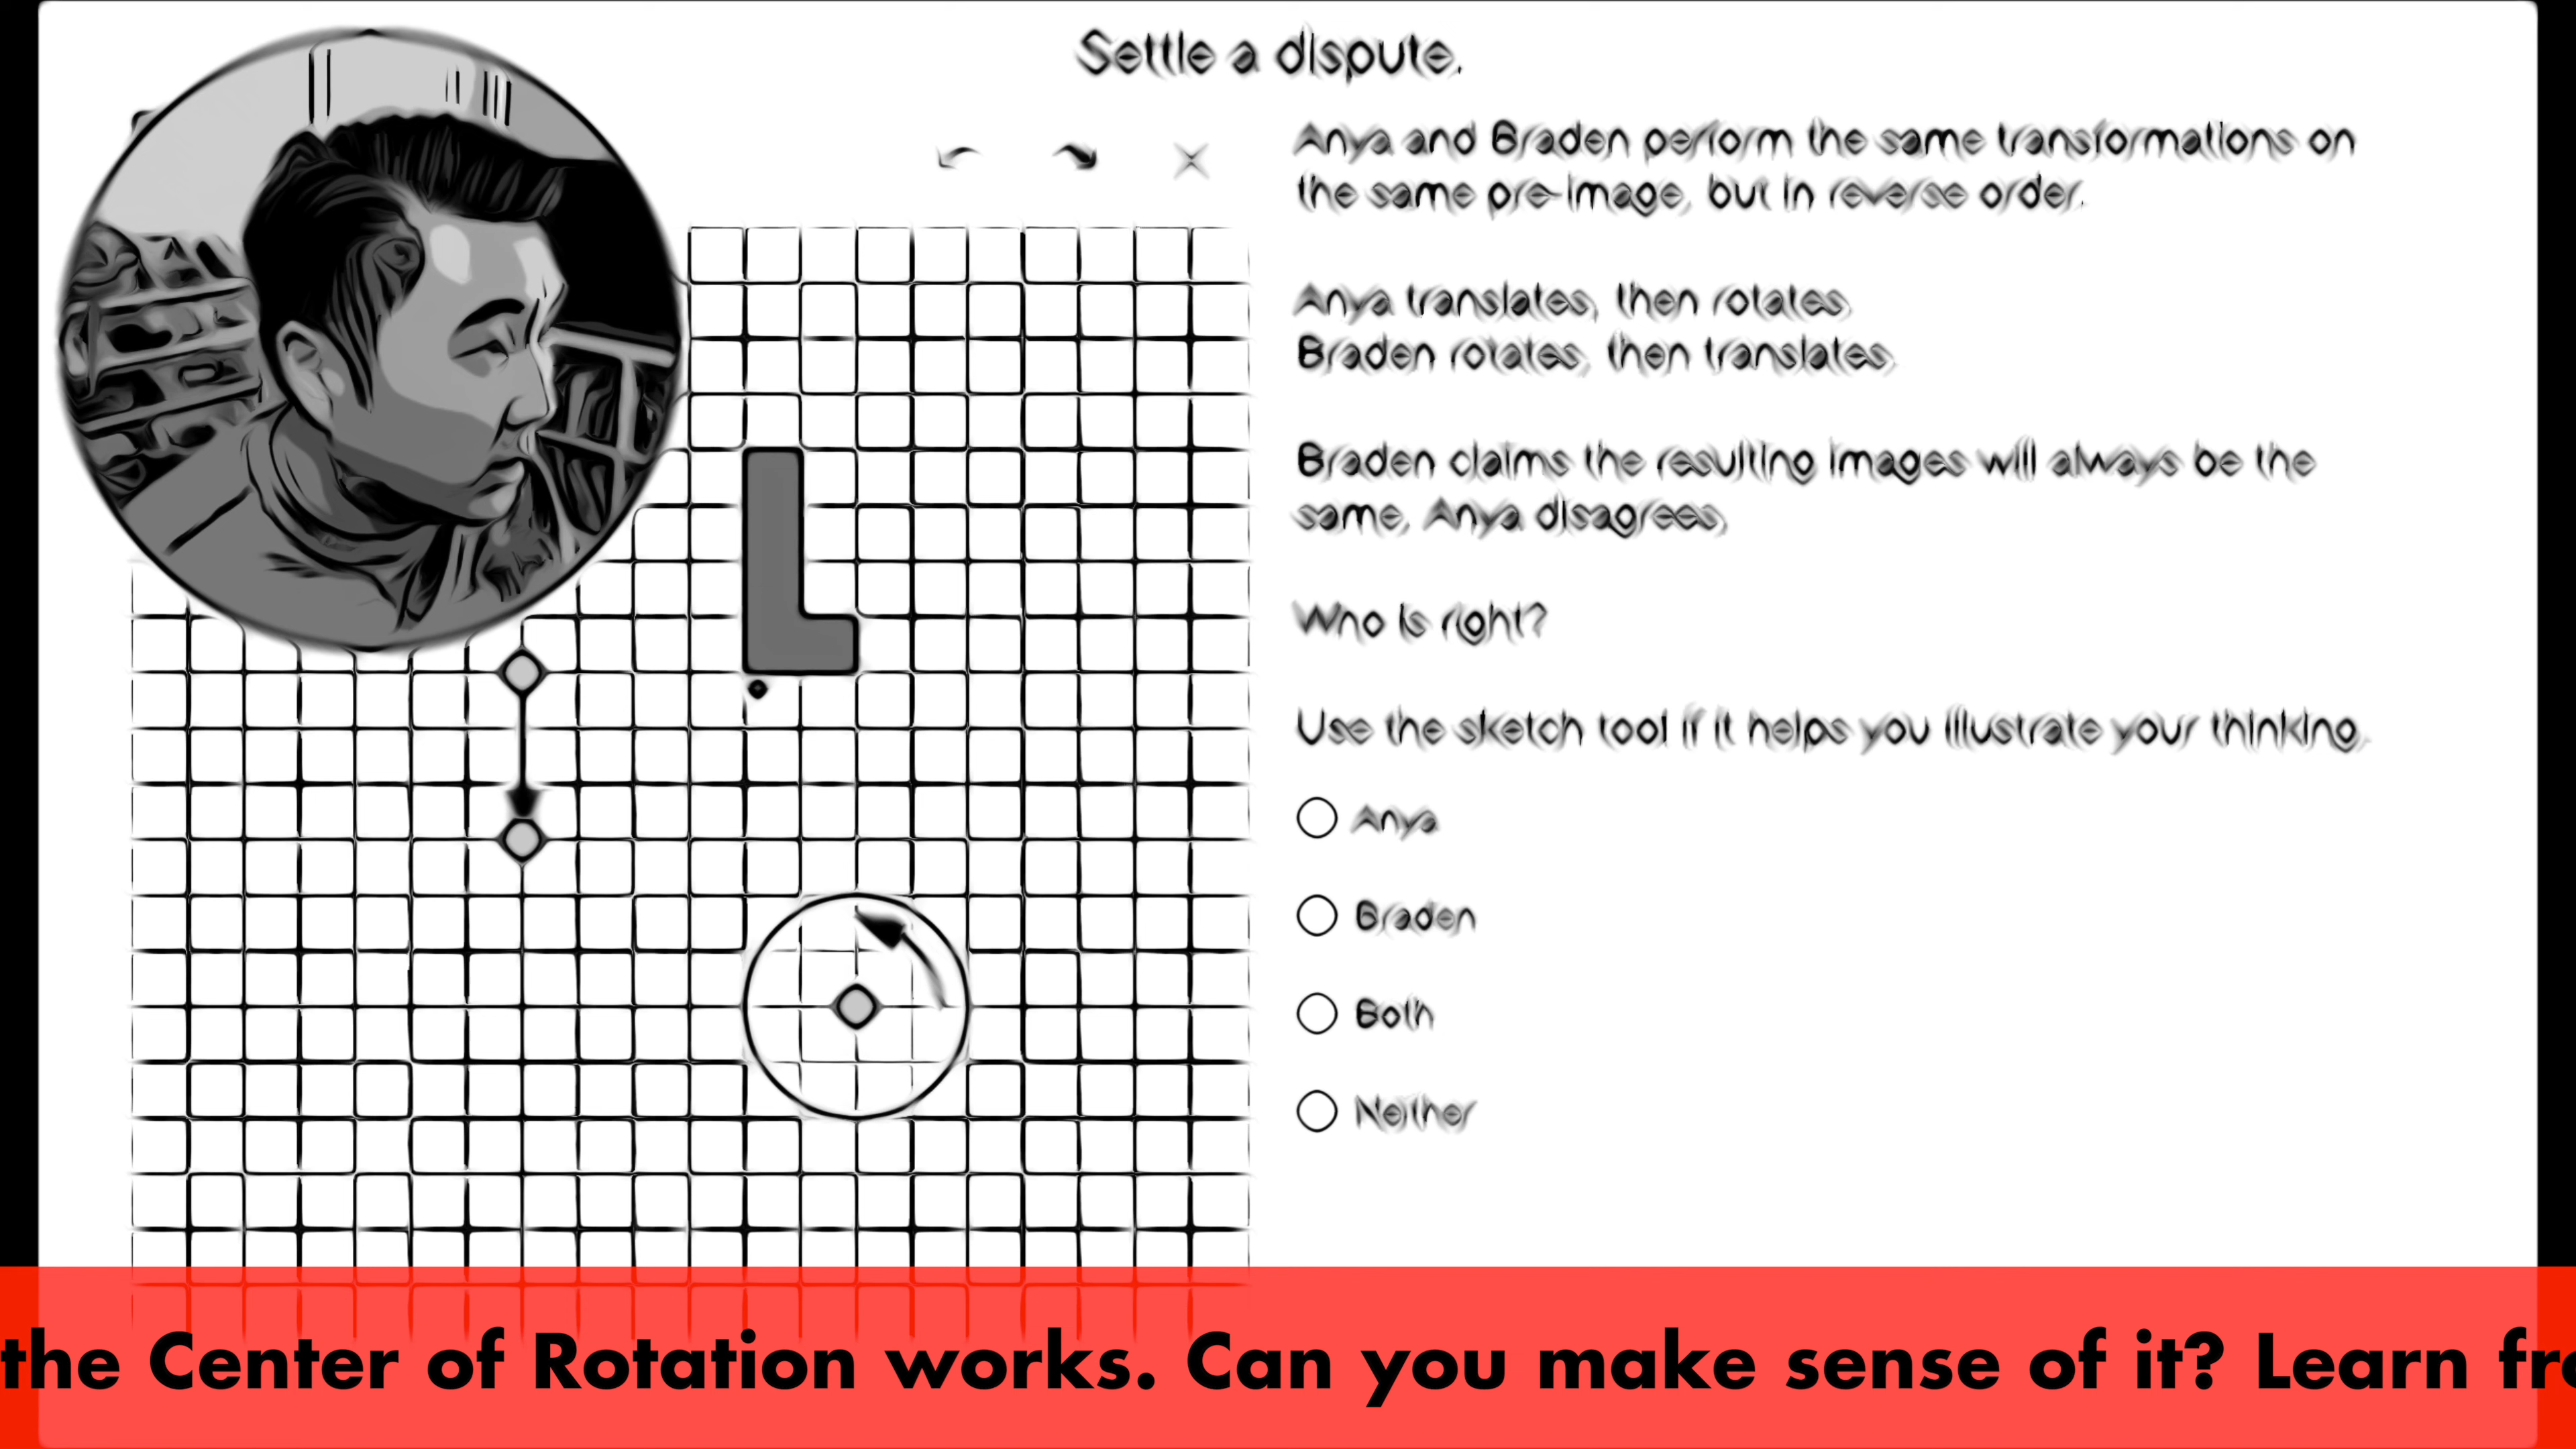 Settle a dispute.
Anya and Braden perform the same transformations on
the same pre-image, but in reverse order.
Anya translates, then rotates.
Braden rotates, then translates.
Braden claims the resulting images will always be the
same. Anya disagrees.
Who is right?
Use the sketch tool if it helps you illustrate your thinking.
Anya
Braden
Both
Neither
the Center of Rotation works. Can you make sense of it? Learn